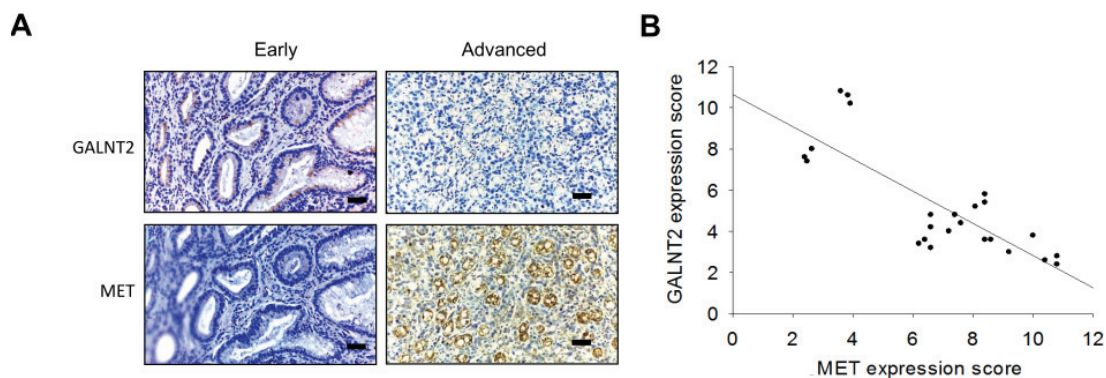 A
Early Advanced
GALNT2
MET
B
GALNT2 expression score
12
10
8
6
4
2
0
0 2 4 6 8 10 12
MET expression score